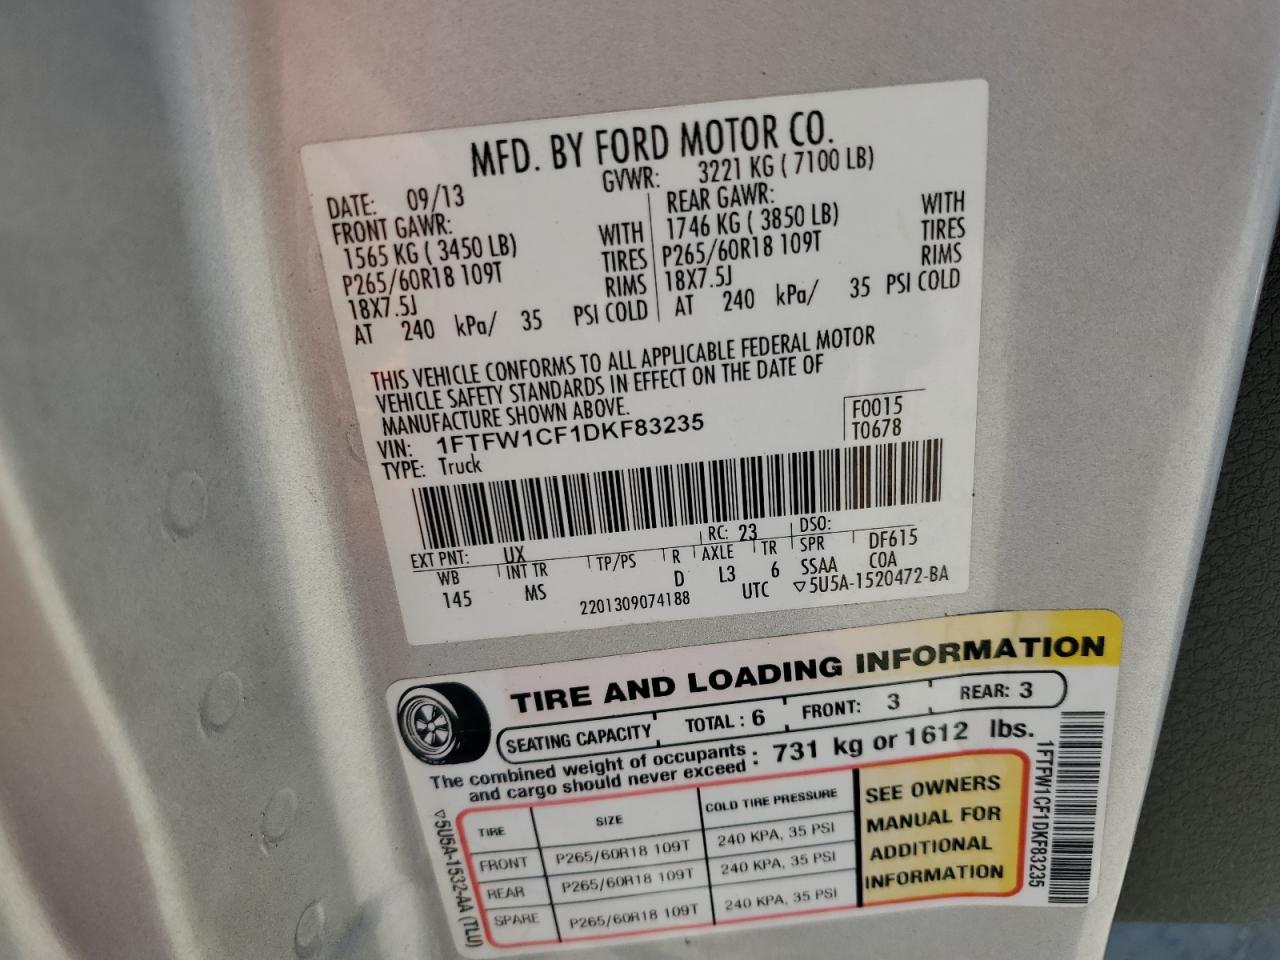 MFD. BY FORD MOTOR CO.
DATE: 09/13 GVWR: 3221 KG ( 7100 LB)
FRONT GAWR: REAR GAWR:
1565 KG ( 3450 LB) WITH 1746 KG ( 3850 LB) WITH
P265/60R18 109T TIRES P265/60R18 109T TIRES
18X7.5J RIMS 18X7.5J RIMS
AT 240 kPa/ 35 PSI COLD AT 240 kPa/ 35 PSI COLD
THIS VEHICLE CONFORMS TO ALL APPLICABLE FEDERAL MOTOR
VEHICLE SAFETY STANDARDS IN EFFECT ON THE DATE OF
MANUFACTURE SHOWN ABOVE.
VIN: 1FTFW1CF1DKF83235 F0015
TYPE: Truck T0678
EXT PNT: UX RC: 23 DSO:
WB INT TR TP/PS R AXLE TR SPR DF615
145 MS D L3 6 SSAA COA
2201309074188 UTC ▽5U5A-1520472-BA
TIRE AND LOADING INFORMATION
SEATING CAPACITY TOTAL : 6 FRONT: 3 REAR: 3
The combined weight of occupants
and cargo should never exceed : 731 kg or 1612 lbs.
TIRE SIZE COLD TIRE PRESSURE
FRONT P265/60R18 109T 240 KPA, 35 PSI
REAR P265/60R18 109T 240 KPA, 35 PSI
SPARE P265/60R18 109T 240 KPA, 35 PSI
SEE OWNERS
MANUAL FOR
ADDITIONAL
INFORMATION
▽5U5A-1532-AA (TLU)
1FTFW1CF1DKF83235